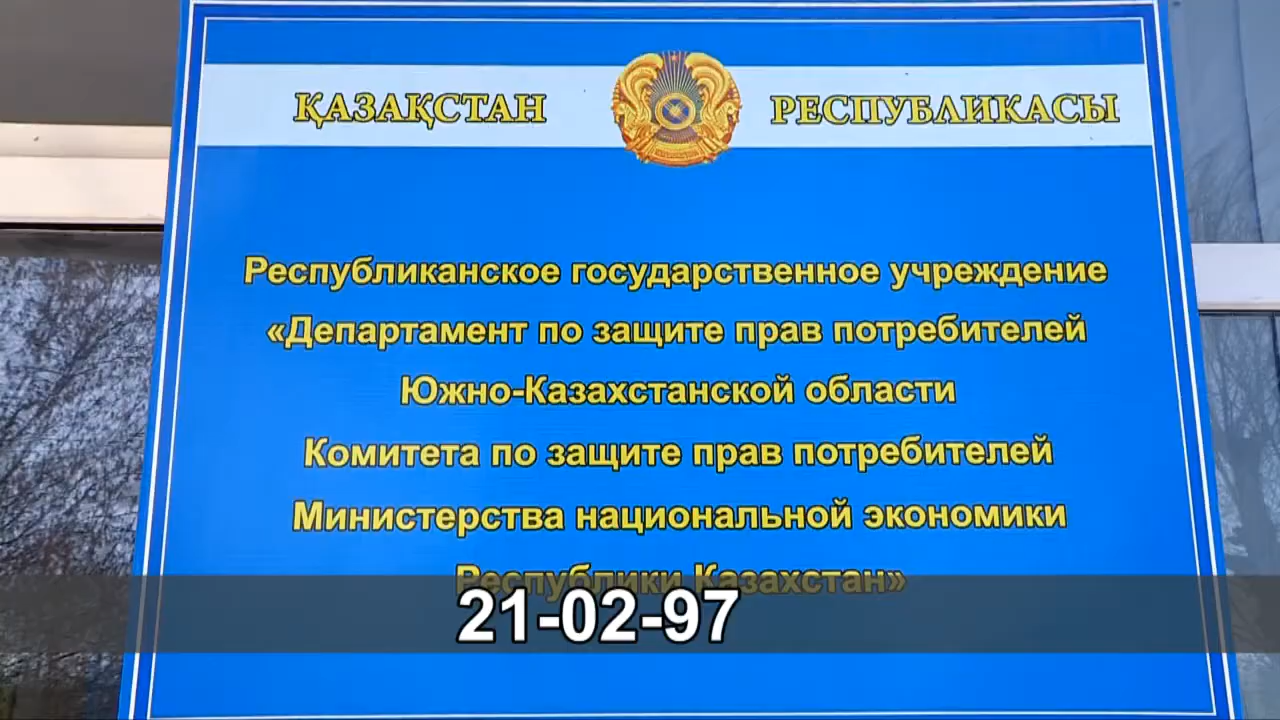 ҚАЗАҚСТАН РЕСПУБЛИКАСЫ
Республиканское государственное учреждение
«Департамент по защите прав потребителей
Южно-Казахстанской области
Комитета по защите прав потребителей
Министерства национальной экономики
Республики Казахстан»
21-02-97